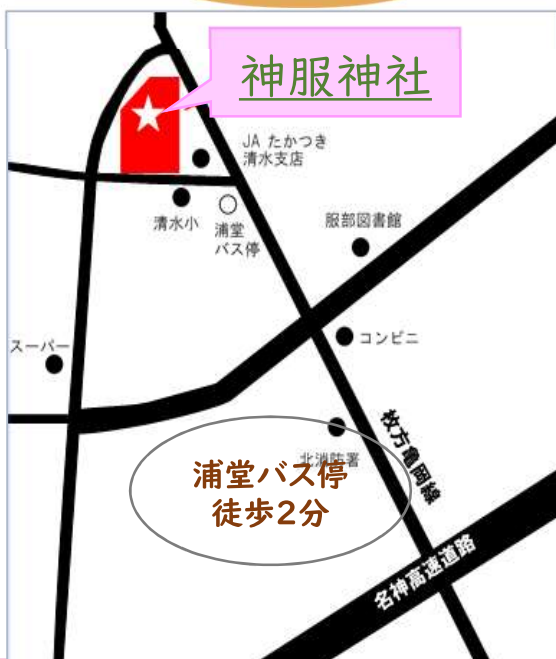 神服神社
JA たかつき
清水支店
清水小
浦堂
バス停
服部図書館
スーパー
コンビニ
北消防署
浦堂バス停
徒歩2分
枚方亀岡線
名神高速道路